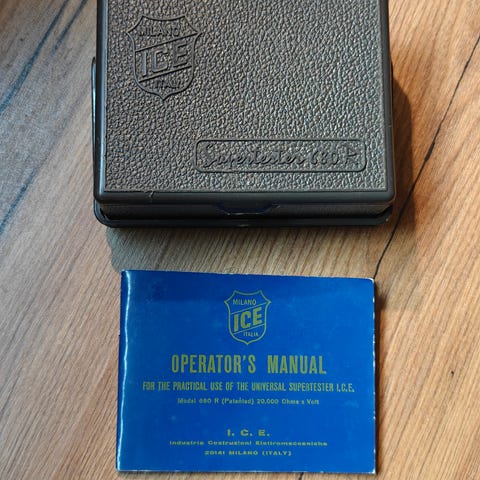 MILANO
ICE
ITALIA
Supertester 680 R
MILANO
ICE
ITALIA
OPERATOR'S MANUAL
FOR THE PRACTICAL USE OF THE UNIVERSAL SUPERTESTER I.C.E.
Model 680 R (Patented) 20.000 Ohms x Volt
I. C. E.
Industria Costruzioni Elettromeccaniche
20141 MILANO (ITALY)